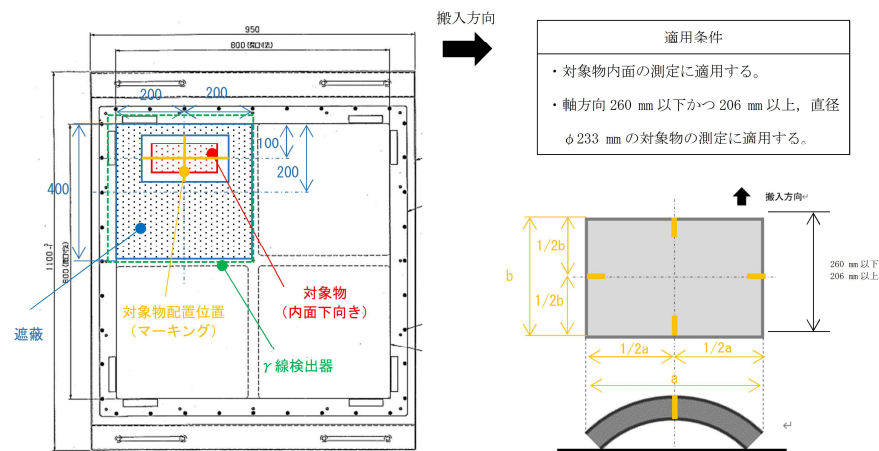 950
800 (開口寸法)
200
200
100
200
400
1100
対象物配置位置
(マーキング)
対象物
(内面下向き)
遮蔽
γ線検出器
搬入方向
適用条件
・対象物内面の測定に適用する。
・軸方向 260 mm 以下かつ 206 mm 以上，直径
φ233 mm の対象物の測定に適用する。
搬入方向↵
1/2b
b
1/2b
260 mm 以下
206 mm 以上
1/2a
1/2a
a
↵